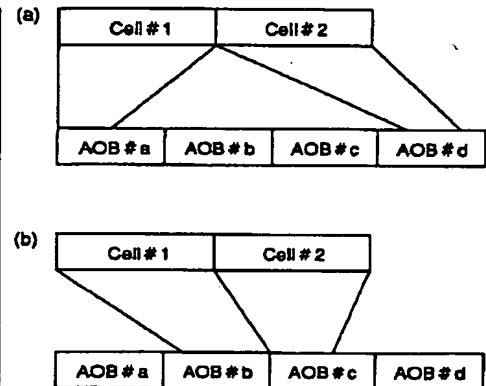 (a)
Cell # 1 Cell # 2
AOB # a AOB # b AOB # c AOB # d
(b)
Cell # 1 Cell # 2
AOB # a AOB # b AOB # c AOB # d